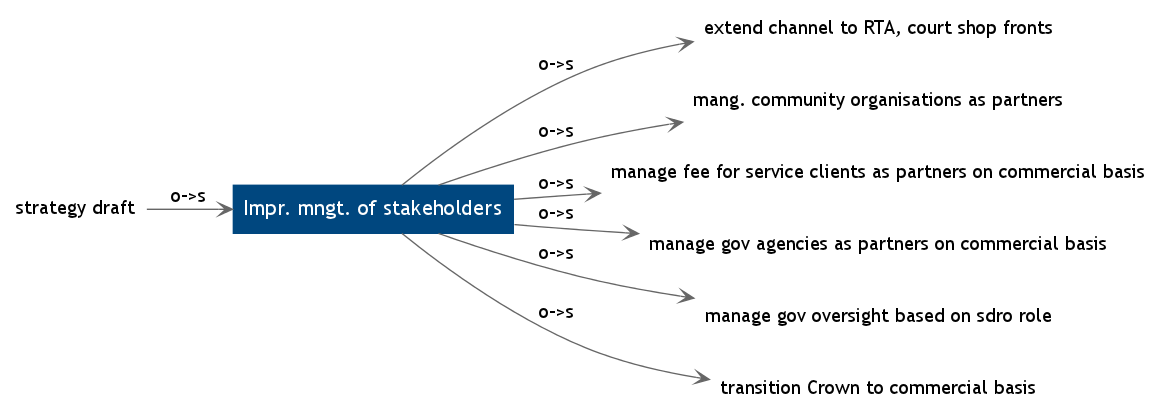 extend channel to RTA, court shop fronts
o->s
mang. community organisations as partners
o->s
manage fee for service clients as partners on commercial basis
o->s
strategy draft
o->s
Impr. mngt. of stakeholders
o->s
manage gov agencies as partners on commercial basis
o->s
manage gov oversight based on sdro role
o->s
transition Crown to commercial basis